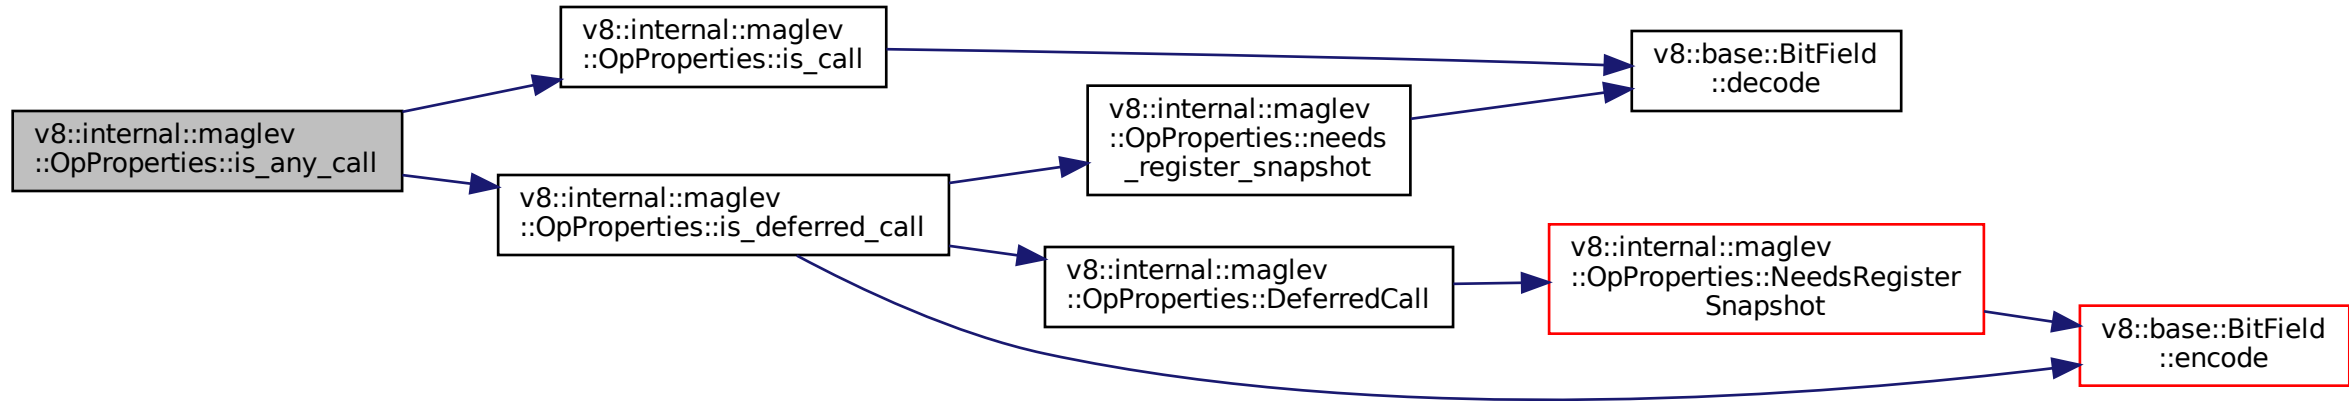 v8::internal::maglev
::OpProperties::is_any_call
v8::internal::maglev
::OpProperties::is_call
v8::internal::maglev
::OpProperties::is_deferred_call
v8::internal::maglev
::OpProperties::needs
_register_snapshot
v8::internal::maglev
::OpProperties::DeferredCall
v8::base::BitField
::decode
v8::internal::maglev
::OpProperties::NeedsRegister
Snapshot
v8::base::BitField
::encode